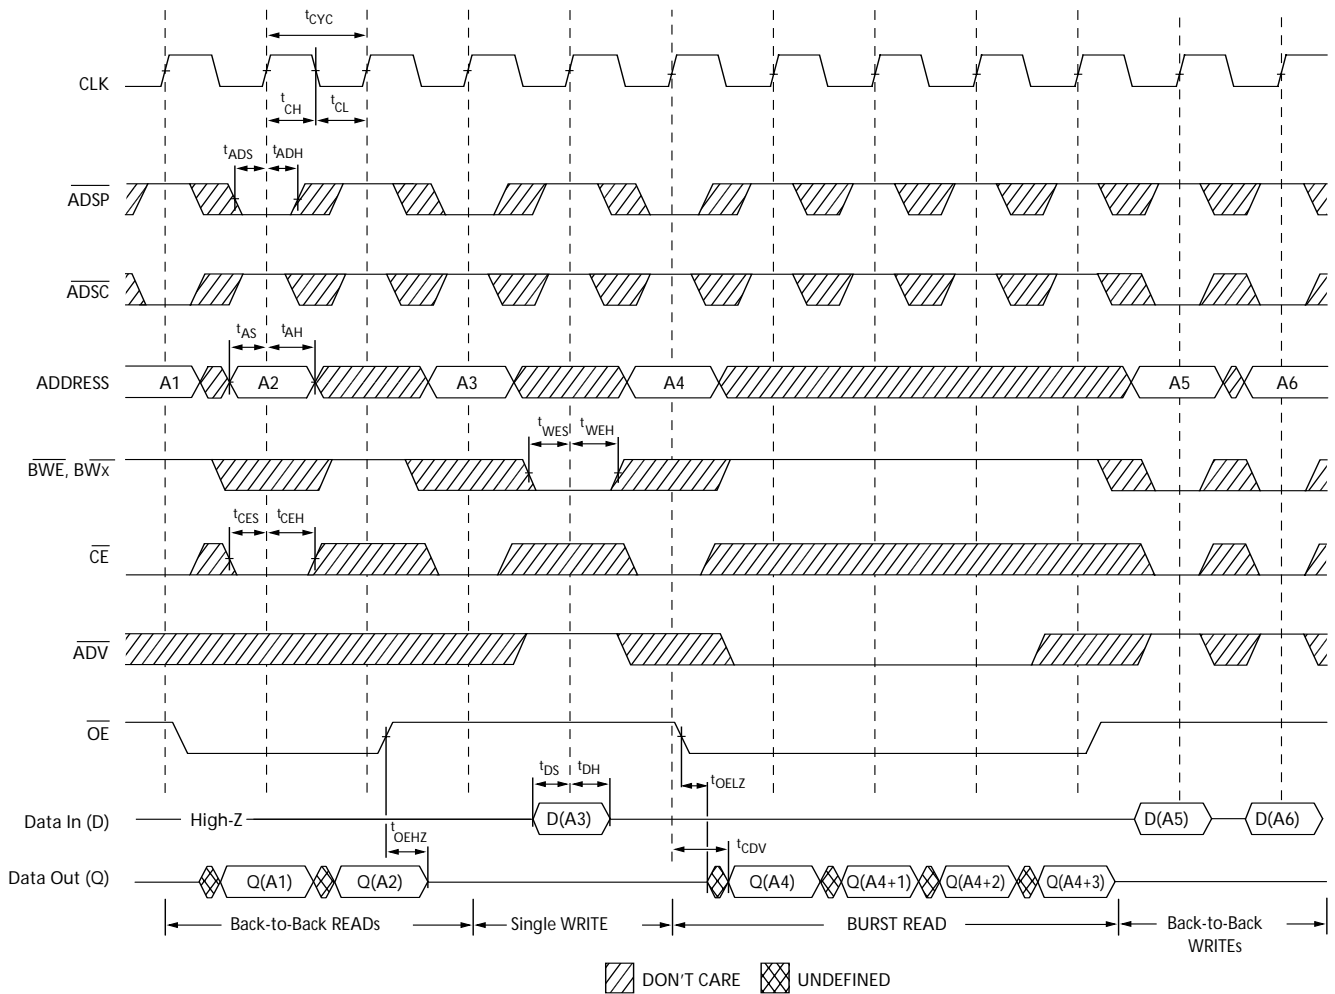 tCYC
CLK
tCH
tCL
tADS
tADH
ADSP
ADSC
tAS
tAH
ADDRESS
A1
A2
A3
A4
A5
A6
tWES
tWEH
BWE, BWx
tCES
tCEH
CE
ADV
OE
tDS
tDH
tOELZ
Data In (D)
High-Z
D(A3)
D(A5)
D(A6)
tOEHZ
tCDV
Data Out (Q)
Q(A1)
Q(A2)
Q(A4)
Q(A4+1)
Q(A4+2)
Q(A4+3)
Back-to-Back READs
Single WRITE
BURST READ
Back-to-Back
WRITEs
DON'T CARE
UNDEFINED